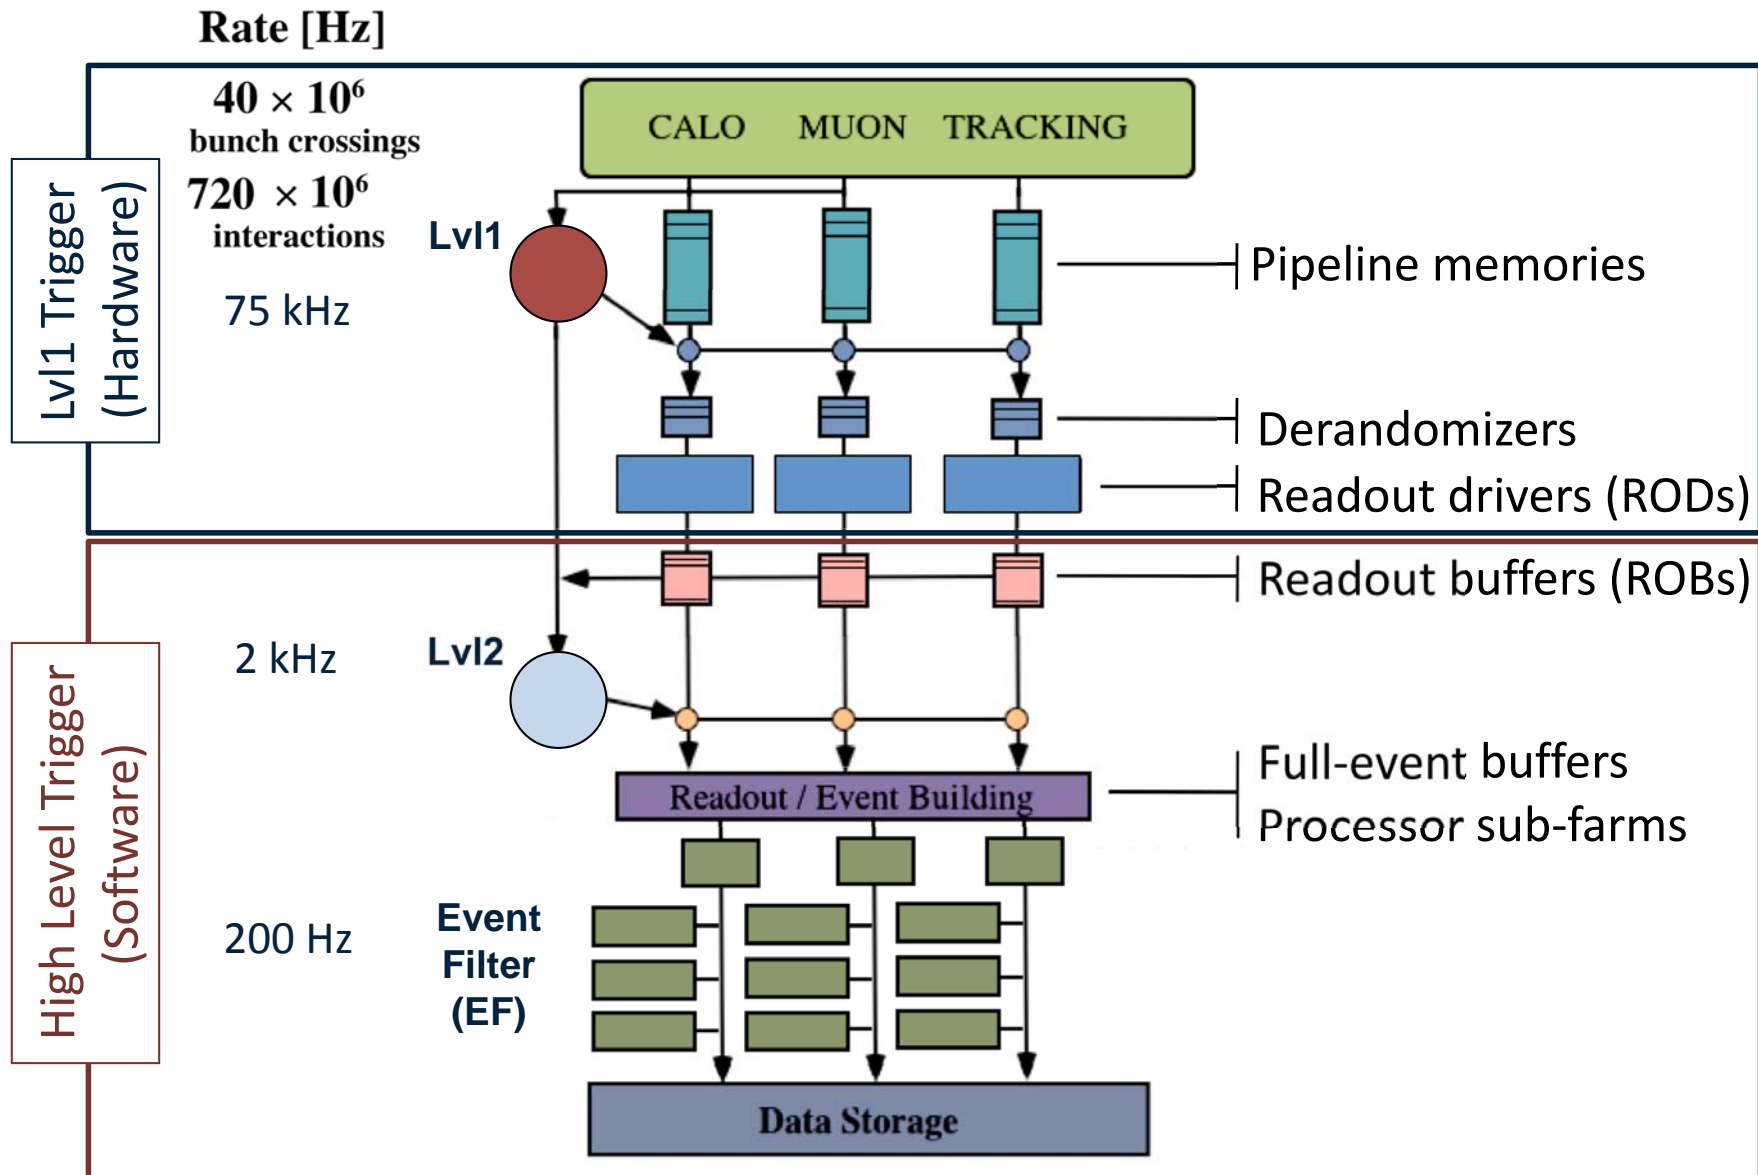 Rate [Hz]
40 × 10⁶
bunch crossings
720 × 10⁶
interactions
75 kHz
Lvl1 Trigger
(Hardware)
CALO MUON TRACKING
Lvl1
Pipeline memories
Derandomizers
Readout drivers (RODs)
Readout buffers (ROBs)
High Level Trigger
(Software)
2 kHz
Lvl2
Readout / Event Building
Full-event buffers
Processor sub-farms
200 Hz
Event
Filter
(EF)
Data Storage